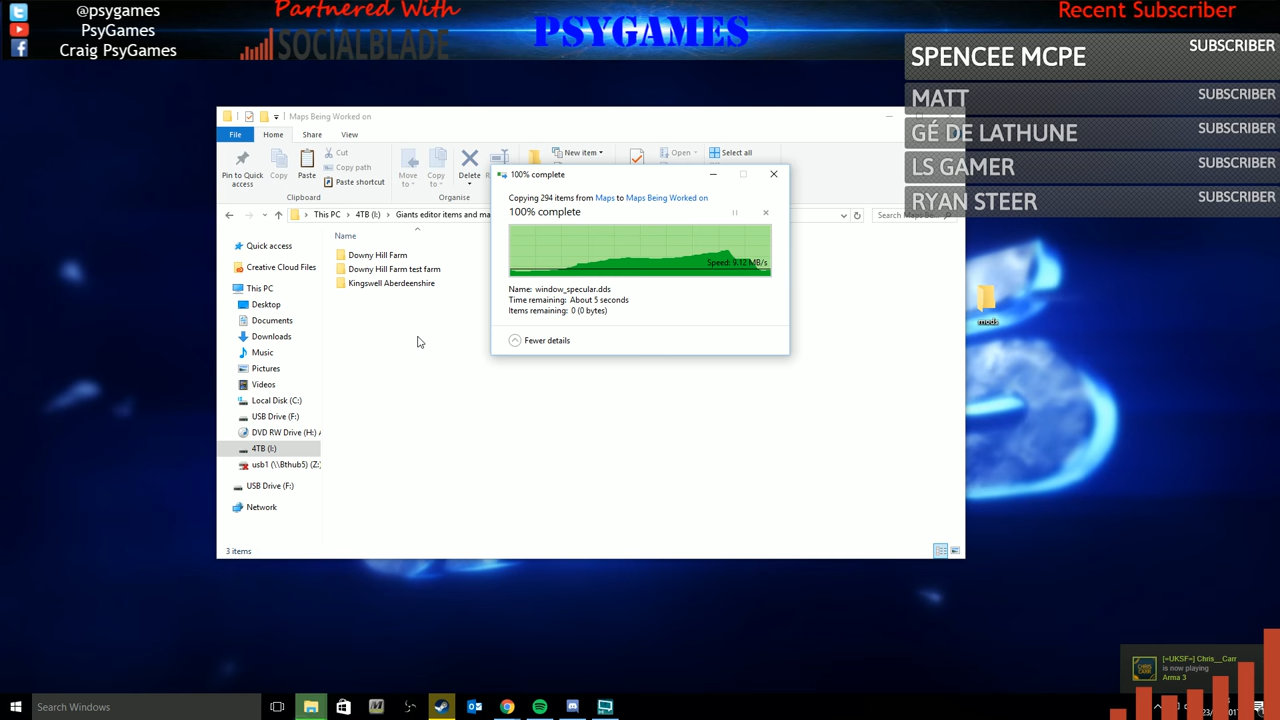 @psygames
PsyGames
Craig PsyGames
Partnered With
SOCIALBLADE
PSYGAMES
Recent Subscriber
SPENCEE MCPE SUBSCRIBER
MATT SUBSCRIBER
GÉ DE LATHUNE SUBSCRIBER
LS GAMER SUBSCRIBER
RYAN STEER SUBSCRIBER
Maps Being Worked on
File Home Share View
Pin to Quick access
Copy
Paste
Cut
Copy path
Paste shortcut
Clipboard
Move to
Copy to
Delete
Organise
New item
Open
Select all
This PC > 4TB (I:) > Giants editor items and ma
Search Maps Be
Quick access
Creative Cloud Files
This PC
Desktop
Documents
Downloads
Music
Pictures
Videos
Local Disk (C:)
USB Drive (F:)
DVD RW Drive (H:)
4TB (I:)
usb1 (\\Bthub5) (Z:)
USB Drive (F:)
Network
3 items
Name
Downy Hill Farm
Downy Hill Farm test farm
Kingswell Aberdeenshire
100% complete
Copying 294 items from Maps to Maps Being Worked on
100% complete
Speed: 9.12 MB/s
Name: window_specular.dds
Time remaining: About 5 seconds
Items remaining: 0 (0 bytes)
Fewer details
mods
[=UKSF=] Chris__Carr
is now playing
Arma 3
Search Windows